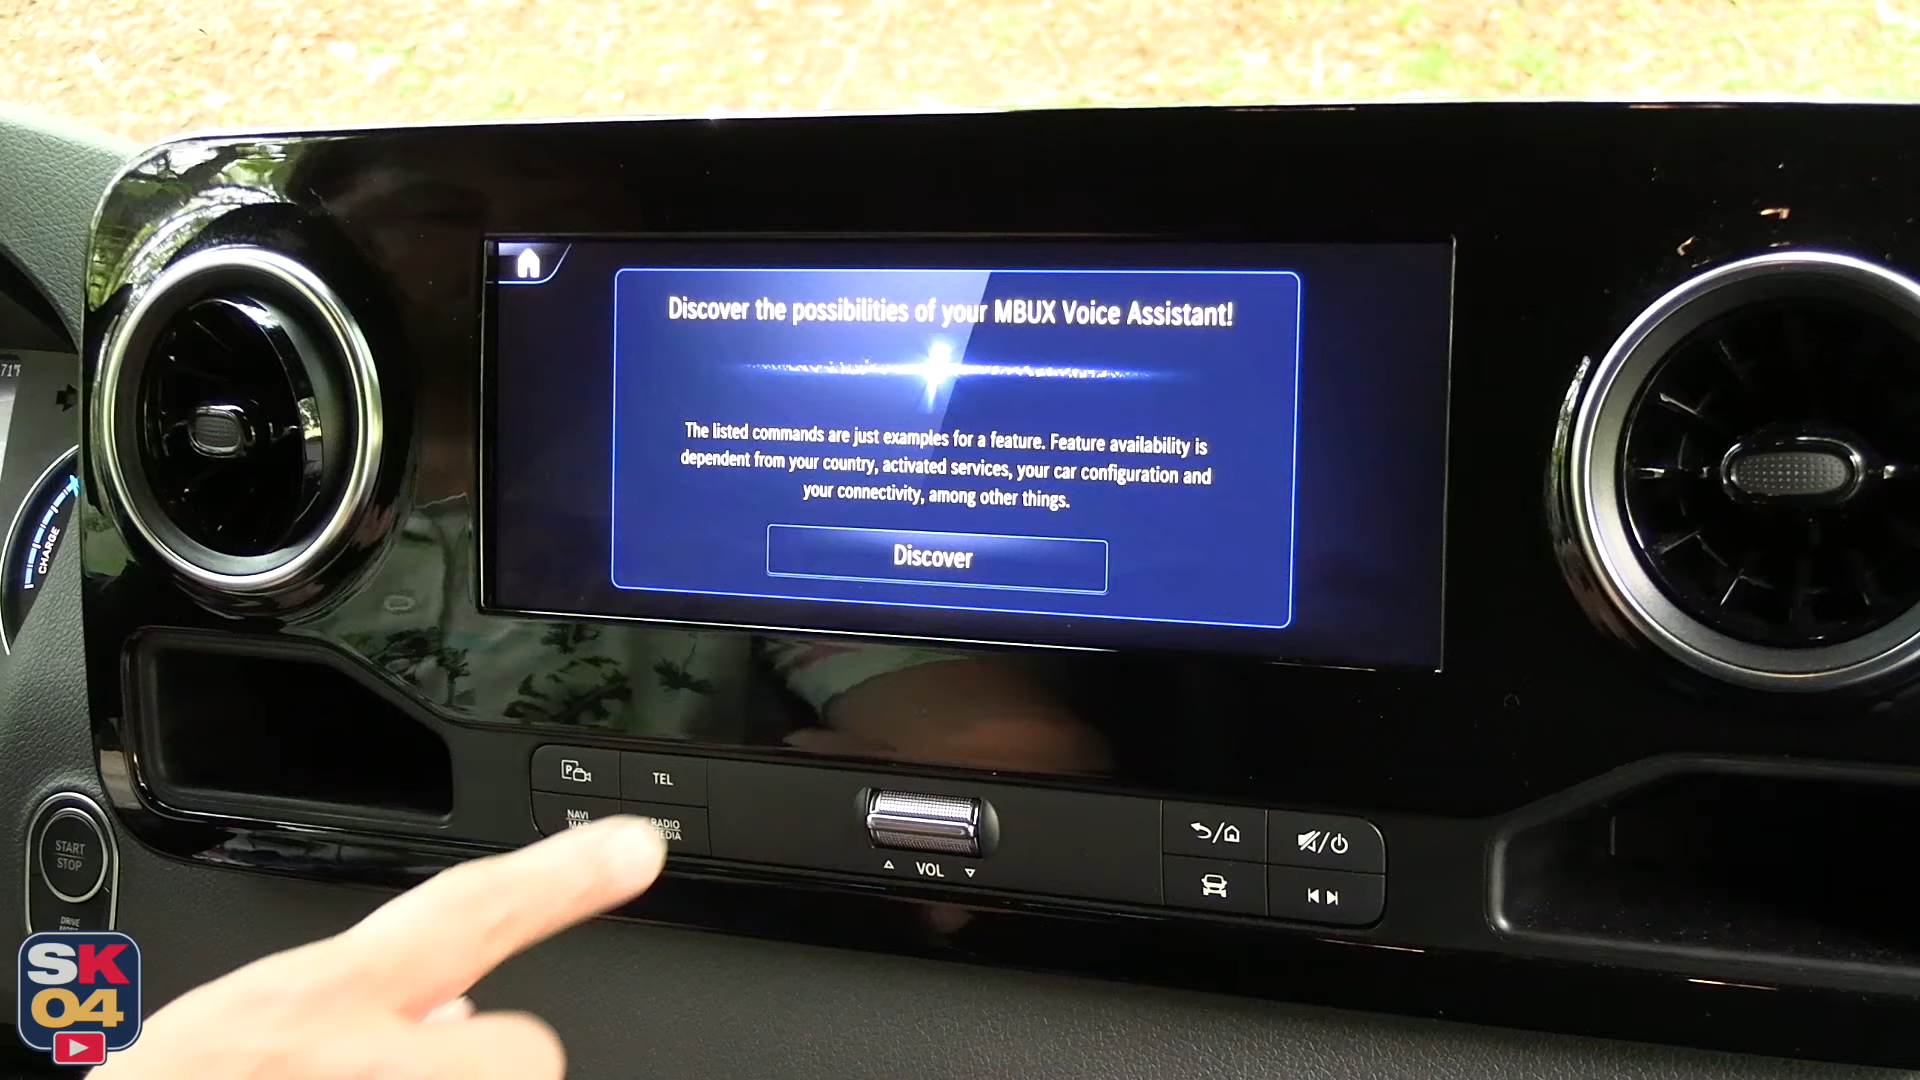 Discover the possibilities of your MBUX Voice Assistant!
The listed commands are just examples for a feature. Feature availability is
dependent from your country, activated services, your car configuration and
your connectivity, among other things.
Discover
71°F
CHARGE
TEL
NAVI
RADIO
VOL
START
STOP
DRIVE
SK
04